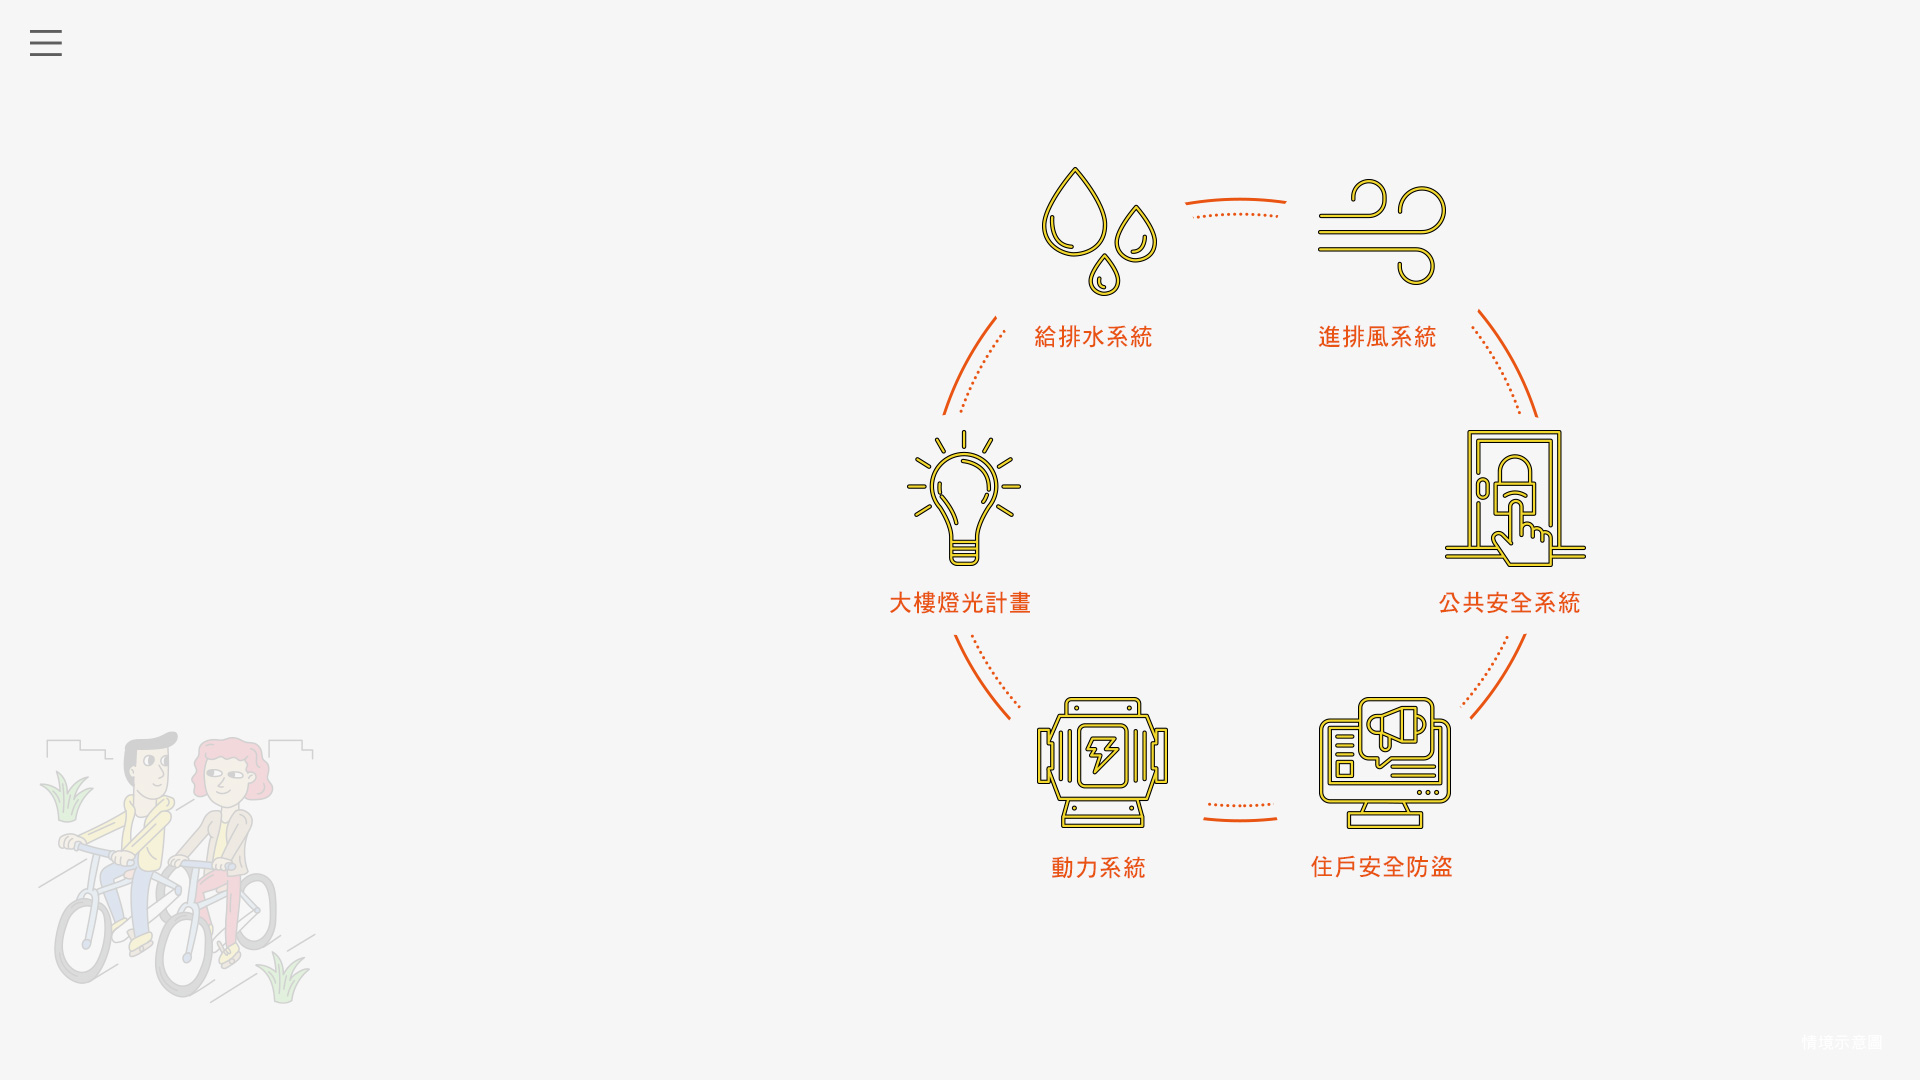 給排水系統
進排風系統
大樓燈光計畫
公共安全系統
動力系統
住戶安全防盜
情境示意圖